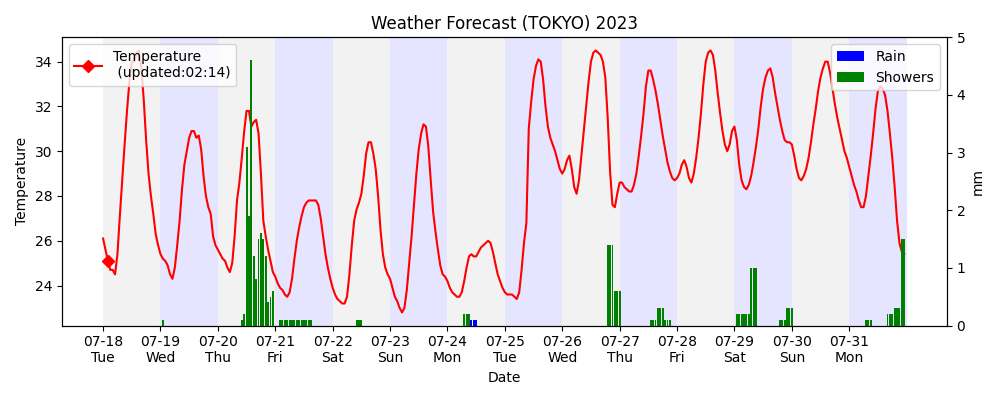 Weather Forecast (TOKYO) 2023
Temperature
(updated:02:14)
Rain
Showers
Temperature
34
32
30
28
26
24
5
4
3
2
1
0
mm
07-18 07-19 07-20 07-21 07-22 07-23 07-24 07-25 07-26 07-27 07-28 07-29 07-30 07-31
Tue Wed Thu Fri Sat Sun Mon Tue Wed Thu Fri Sat Sun Mon
Date